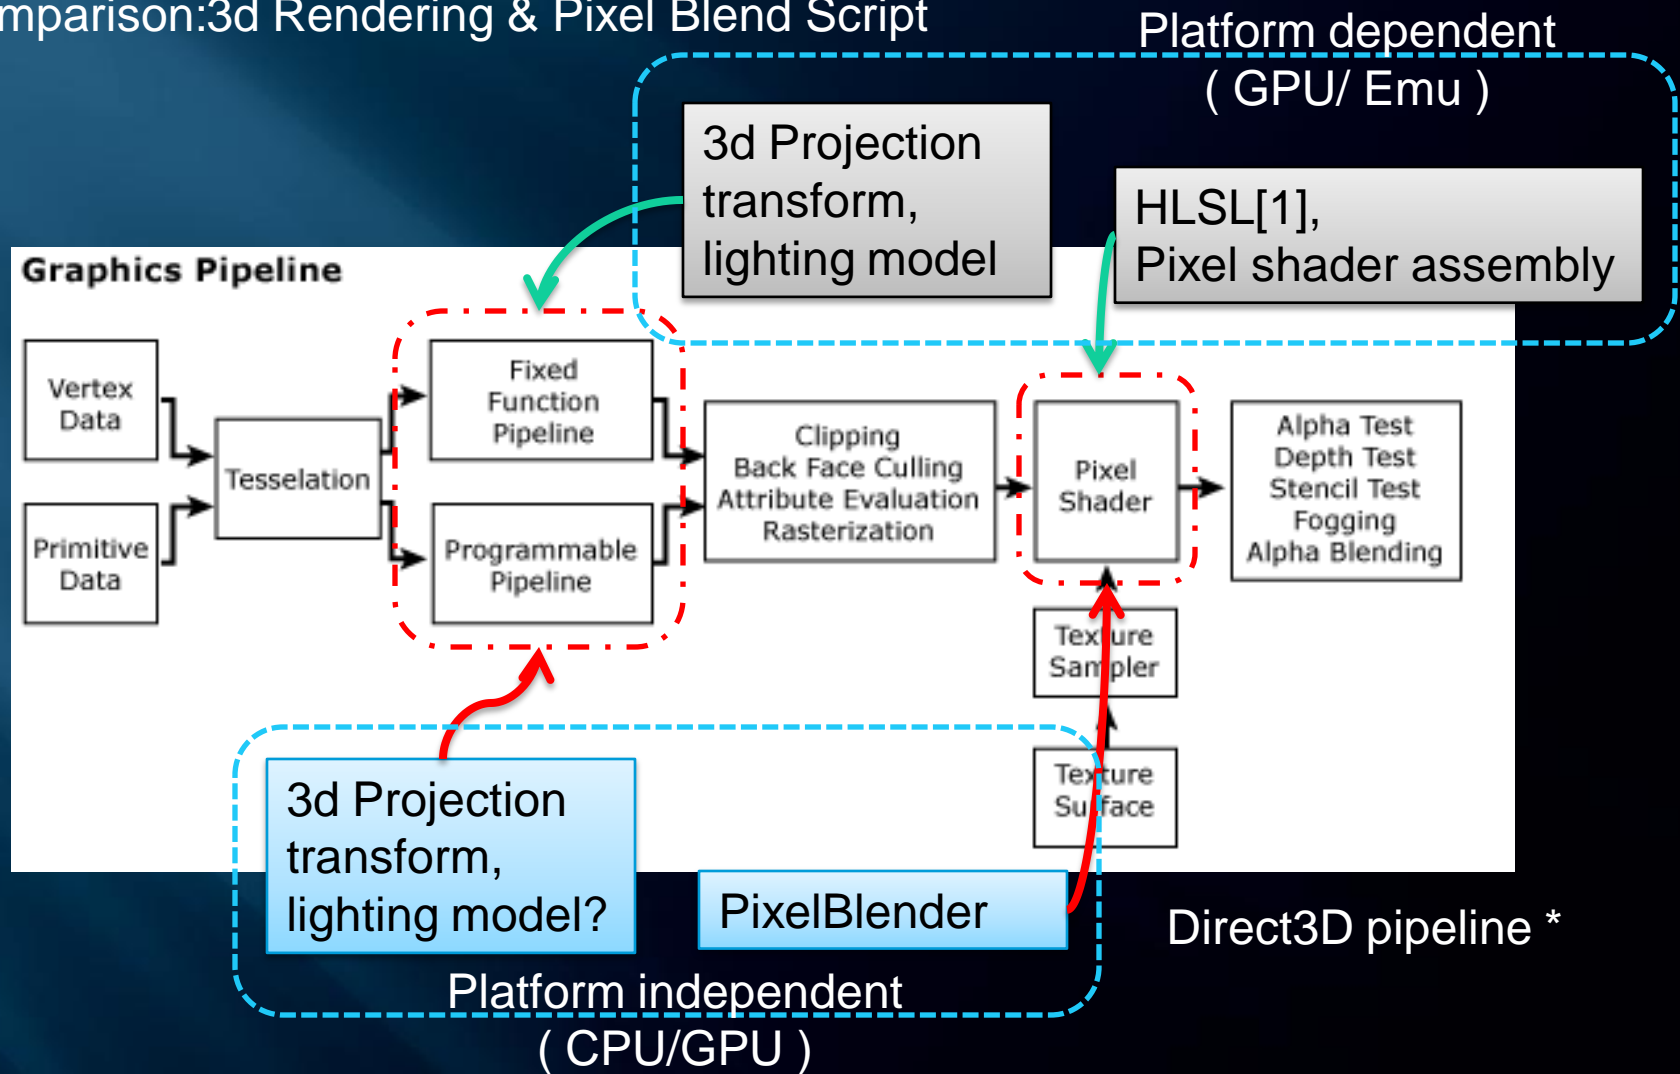 mparison:3d Rendering & Pixel Blend Script
Platform dependent
( GPU/ Emu )
3d Projection
transform,
lighting model
HLSL[1],
Pixel shader assembly
Graphics Pipeline
Vertex
Data
Primitive
Data
Tesselation
Fixed
Function
Pipeline
Programmable
Pipeline
Clipping
Back Face Culling
Attribute Evaluation
Rasterization
Pixel
Shader
Alpha Test
Depth Test
Stencil Test
Fogging
Alpha Blending
Texture
Sampler
Texture
Surface
3d Projection
transform,
lighting model?
PixelBlender
Direct3D pipeline *
Platform independent
( CPU/GPU )